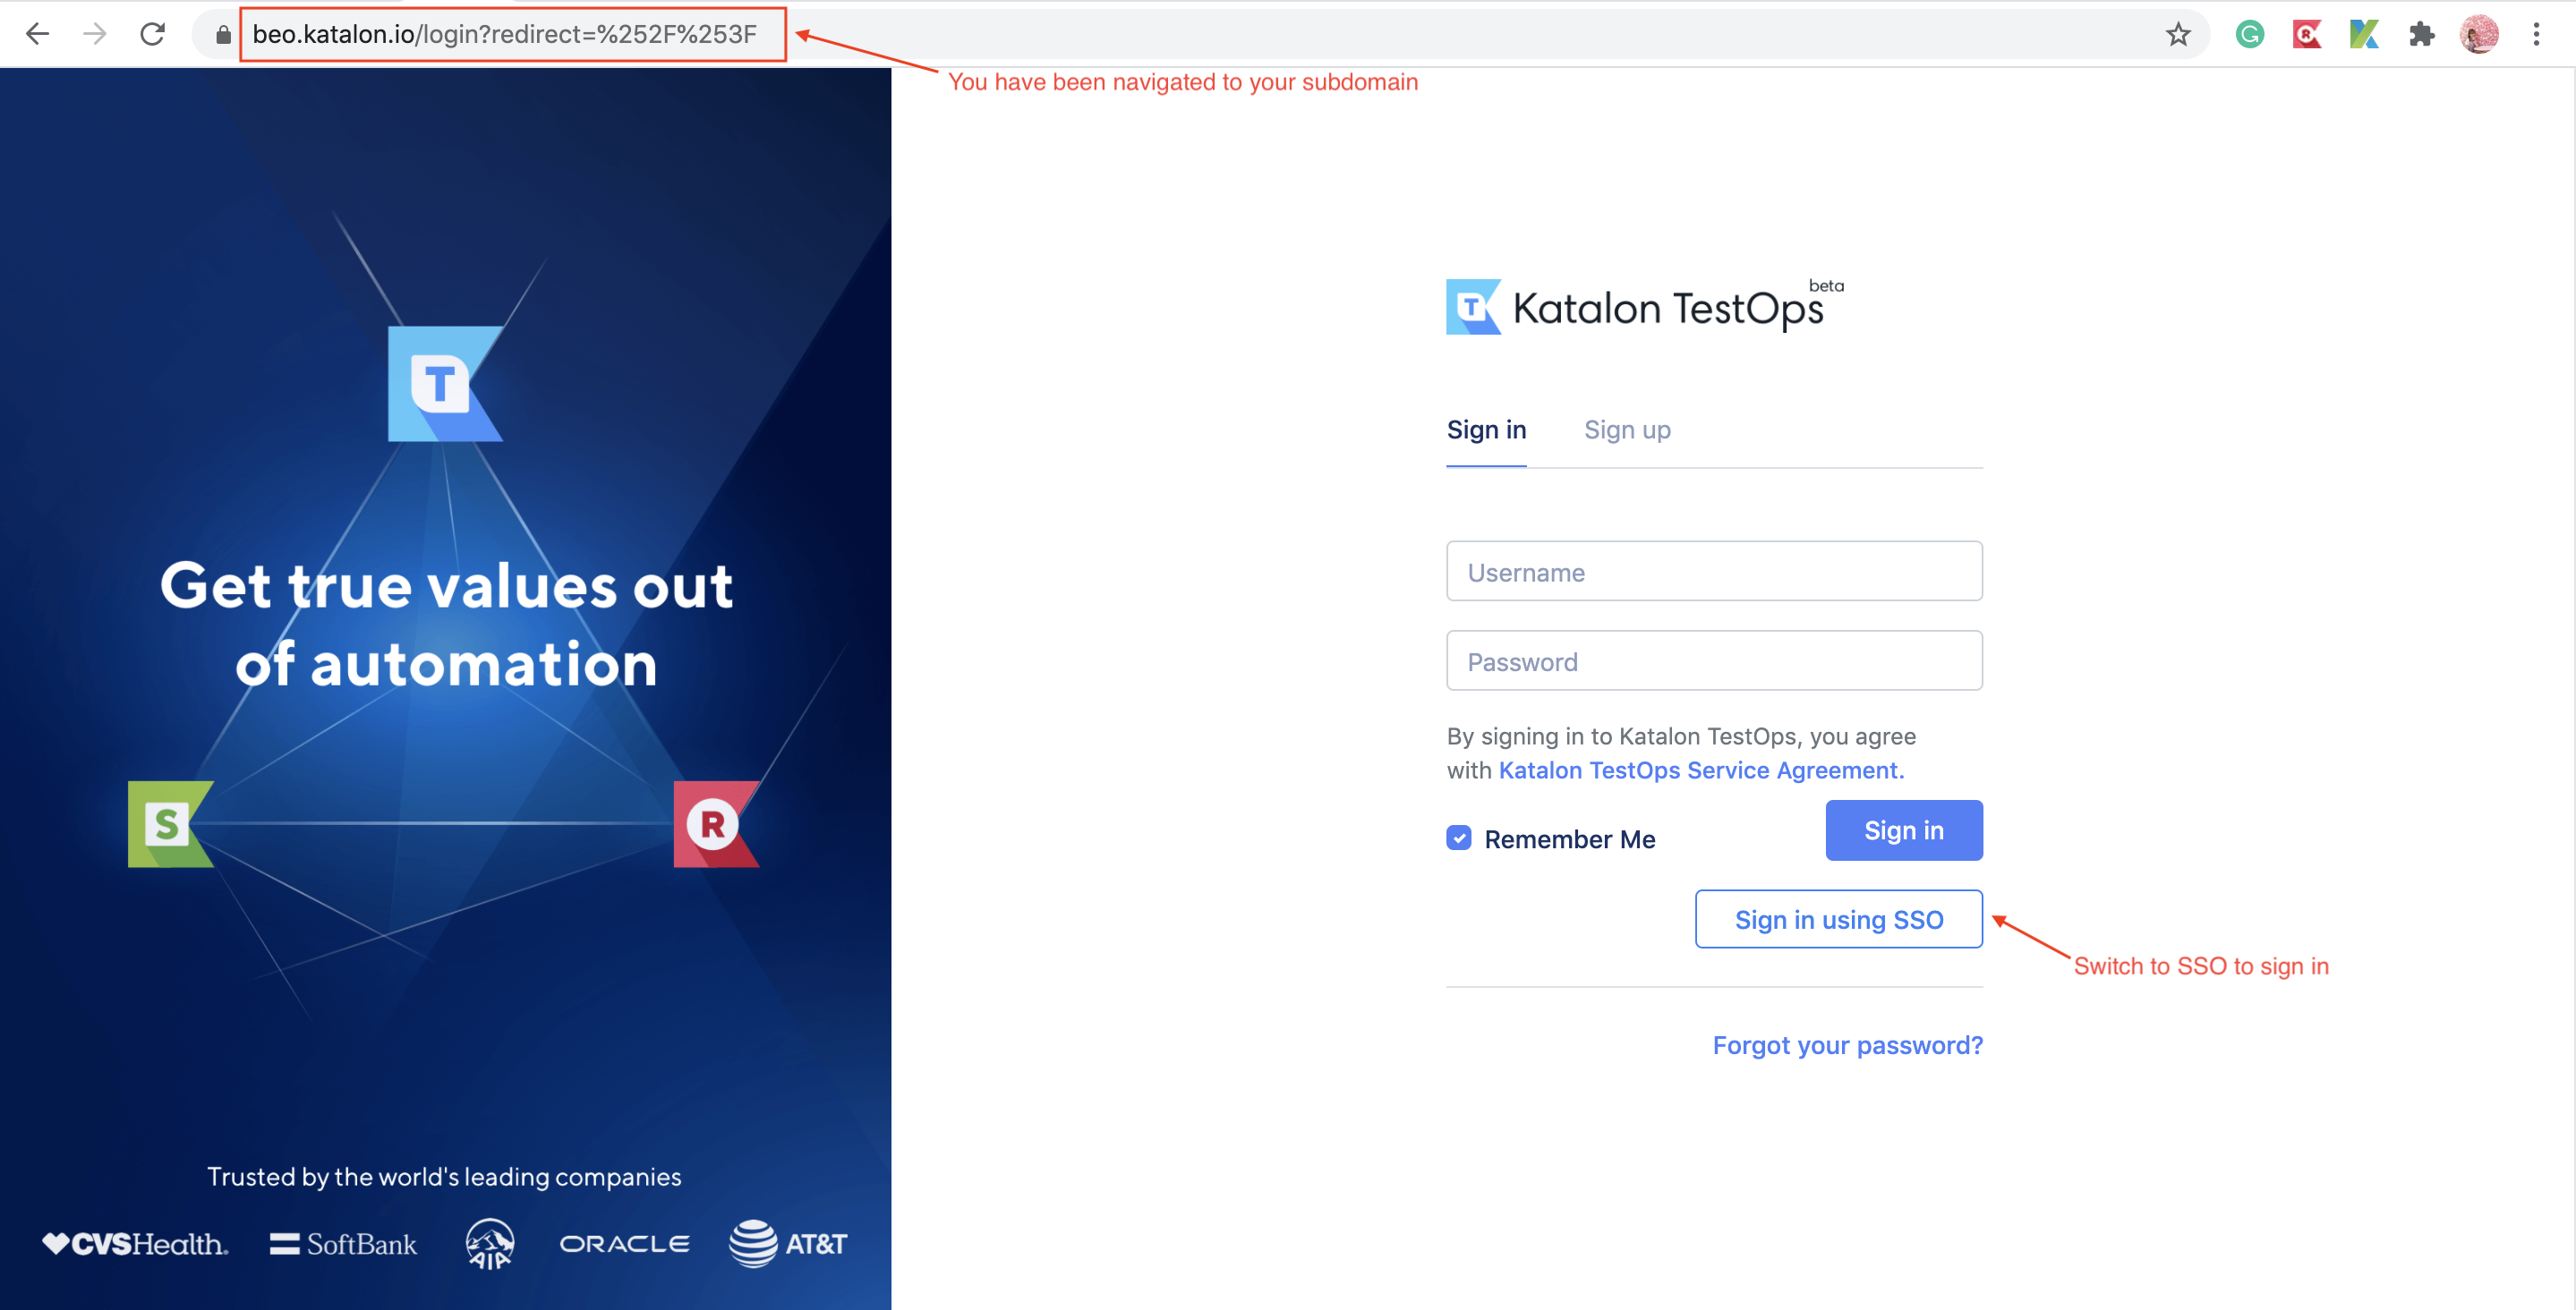 beo.katalon.io/login?redirect=%252F%253F
You have been navigated to your subdomain
T
Get true values out
of automation
S
R
Trusted by the world's leading companies
CVSHealth.
SoftBank
AIA
ORACLE
AT&T
T
Katalon TestOps beta
Sign in
Sign up
Username
Password
By signing in to Katalon TestOps, you agree
with Katalon TestOps Service Agreement.
Remember Me
Sign in
Sign in using SSO
Switch to SSO to sign in
Forgot your password?